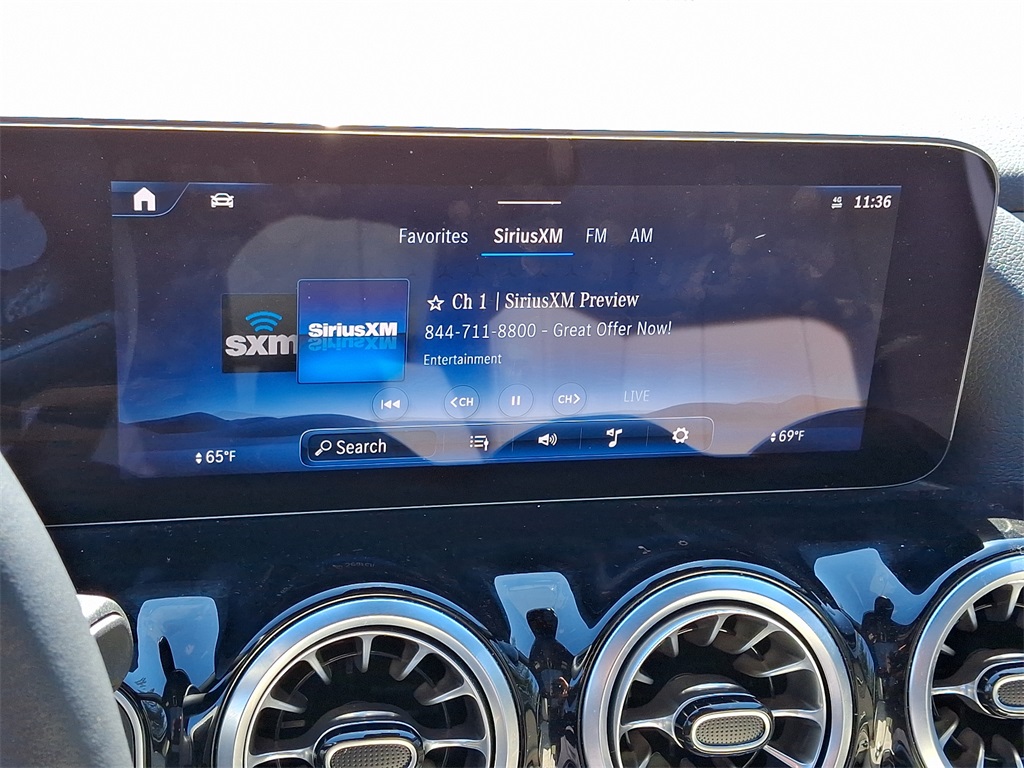 4G 11:36
Favorites SiriusXM FM AM
Ch 1 | SiriusXM Preview
844-711-8800 - Great Offer Now!
Entertainment
sxm
SiriusXM
<CH CH> LIVE
65°F Search 69°F